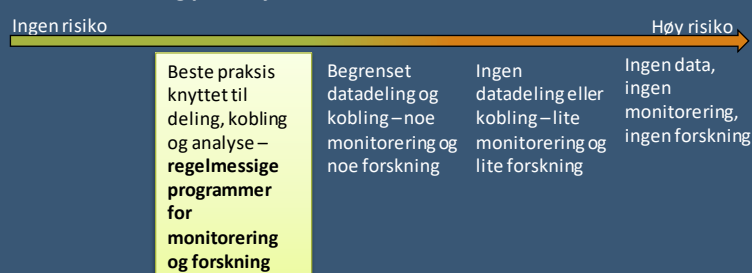 Ingen risiko
Høy risiko
Beste praksis
knyttet til
deling, kobling
og analyse –
regelmessige
programmer
for
monitorering
og forskning
Begrenset
datadeling og
kobling – noe
monitorering og
noe forskning
Ingen
datadeling eller
kobling – lite
monitorering og
lite forskning
Ingen data,
ingen
monitorering,
ingen forskning